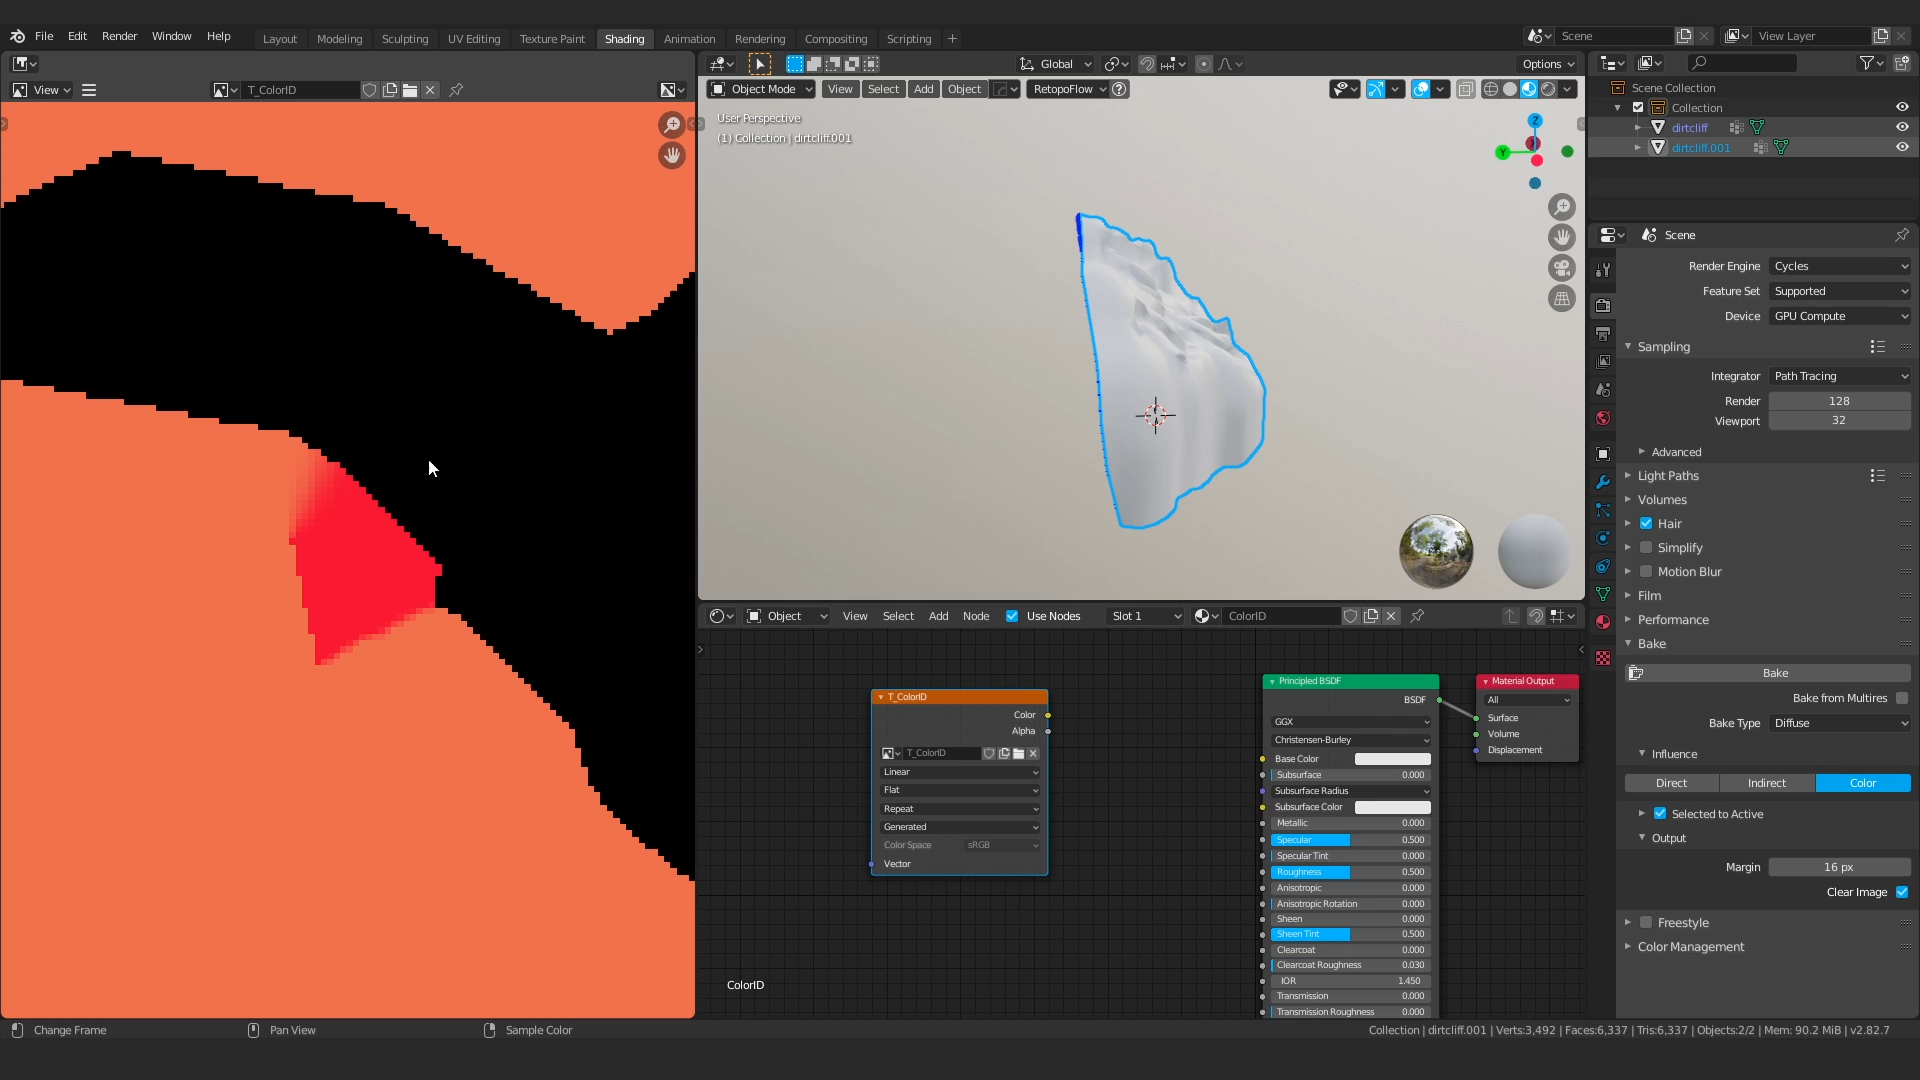 File Edit Render Window Help Layout Modeling Sculpting UV Editing Texture Paint Shading Animation Rendering Compositing Scripting
Scene View Layer
View T_ColorID
Global Options
Object Mode View Select Add Object RetopoFlow
User Perspective
(1) Collection | dirtcliff.001
Z
Y
X
Scene Collection
Collection
dirtcliff
dirtcliff.001
Scene
Render Engine Cycles
Feature Set Supported
Device GPU Compute
Sampling
Integrator Path Tracing
Render 128
Viewport 32
Advanced
Light Paths
Volumes
Hair
Simplify
Motion Blur
Film
Performance
Bake
Bake
Bake from Multires
Bake Type Diffuse
Influence
Direct Indirect Color
Selected to Active
Output
Margin 16 px
Clear Image
Freestyle
Color Management
Object View Select Add Node Use Nodes Slot 1 ColorID
T_ColorID
Color
Alpha
T_ColorID
Linear
Flat
Repeat
Generated
Color Space sRGB
Vector
Principled BSDF
BSDF
GGX
Christensen-Burley
Base Color
Subsurface 0.000
Subsurface Radius
Subsurface Color
Metallic 0.000
Specular 0.500
Specular Tint 0.000
Roughness 0.500
Anisotropic 0.000
Anisotropic Rotation 0.000
Sheen 0.000
Sheen Tint 0.500
Clearcoat 0.000
Clearcoat Roughness 0.030
IOR 1.450
Transmission 0.000
Transmission Roughness 0.000
Material Output
All
Surface
Volume
Displacement
ColorID
Change Frame Pan View Sample Color
Collection | dirtcliff.001 | Verts:3,492 | Faces:6,337 | Tris:6,337 | Objects:2/2 | Mem: 90.2 MiB | v2.82.7